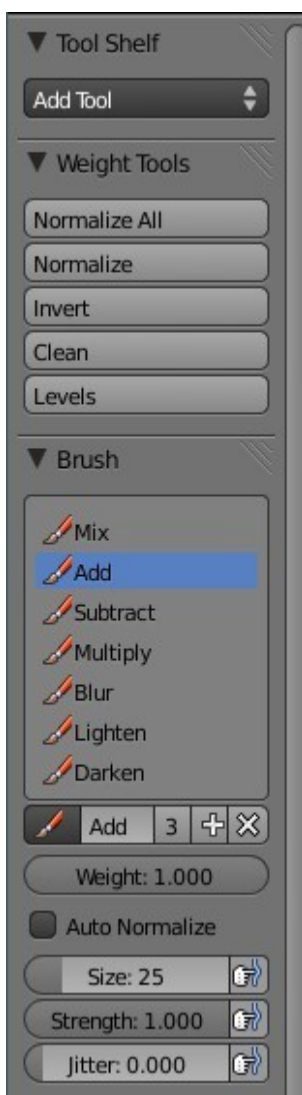 Tool Shelf
Add Tool
Weight Tools
Normalize All
Normalize
Invert
Clean
Levels
Brush
Mix
Add
Subtract
Multiply
Blur
Lighten
Darken
Add 3
Weight: 1.000
Auto Normalize
Size: 25
Strength: 1.000
Jitter: 0.000